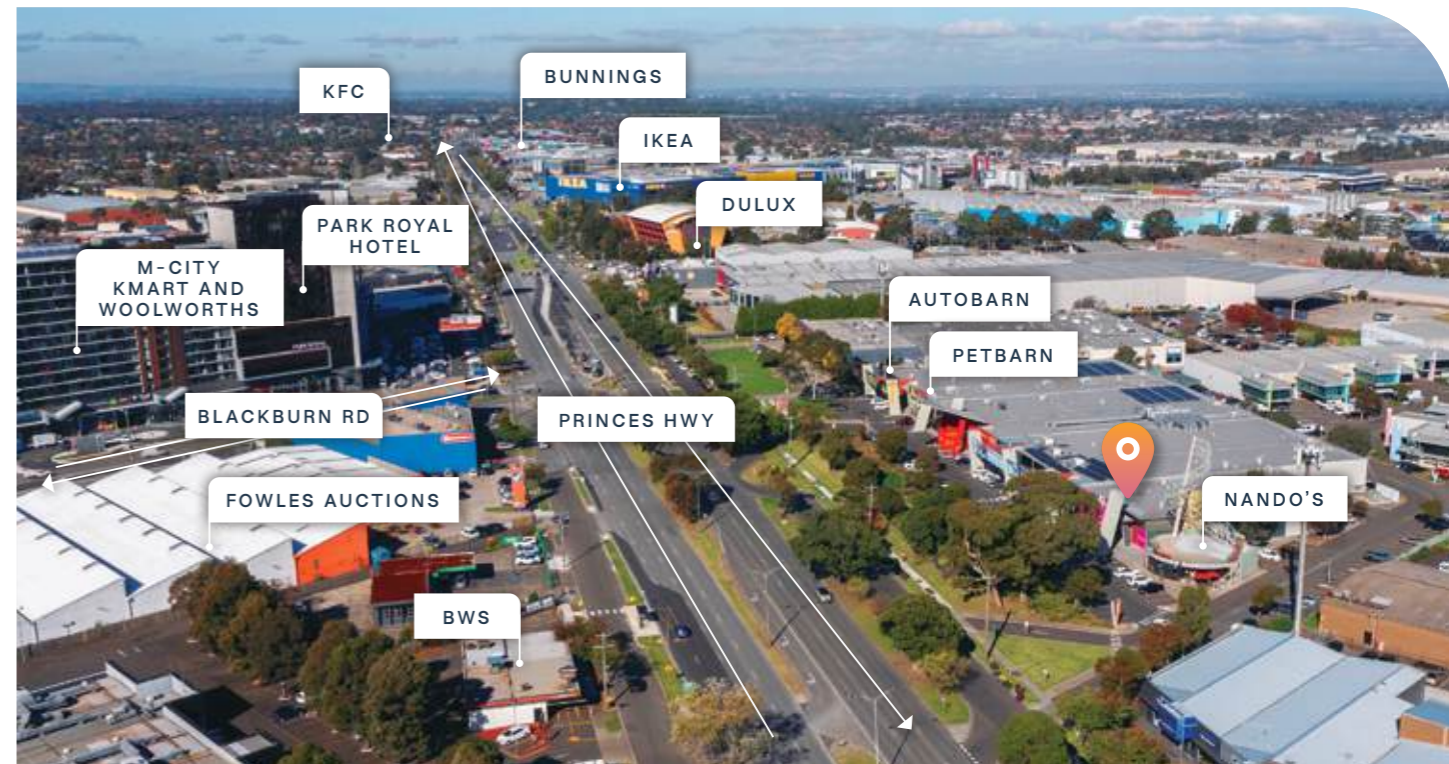 KFC
BUNNINGS
IKEA
DULUX
PARK ROYAL
HOTEL
M-CITY
KMART AND
WOOLWORTHS
AUTOBARN
PETBARN
BLACKBURN RD
PRINCES HWY
FOWLES AUCTIONS
NANDO'S
BWS
IKEA